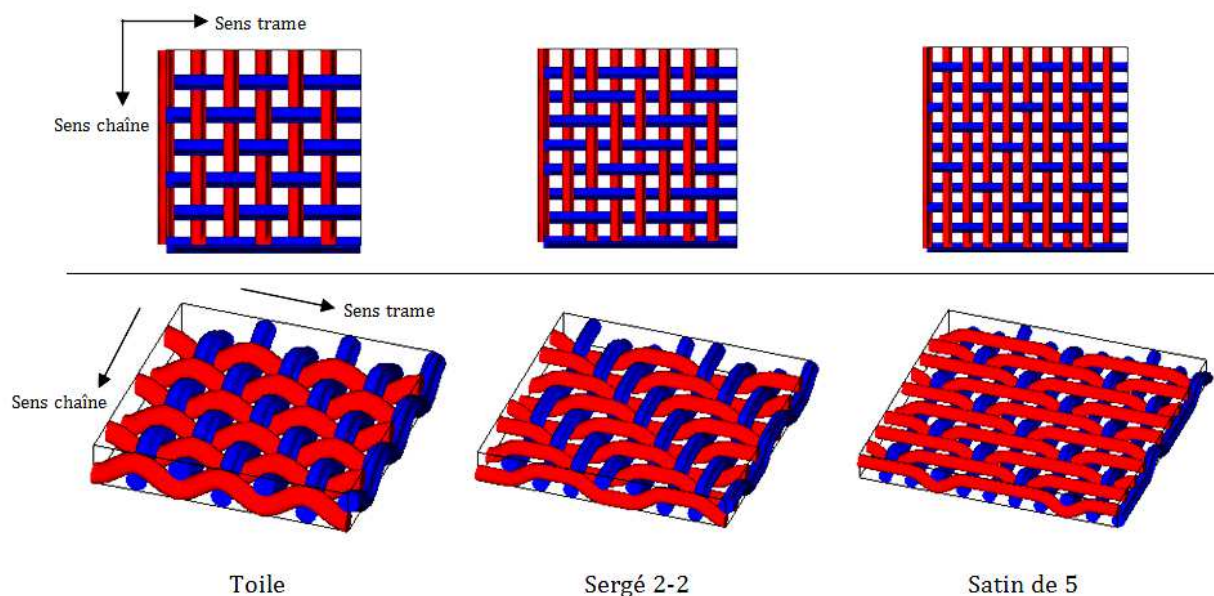 Sens trame
Sens chaîne
Sens trame
Sens chaîne
Toile
Sergé 2-2
Satin de 5